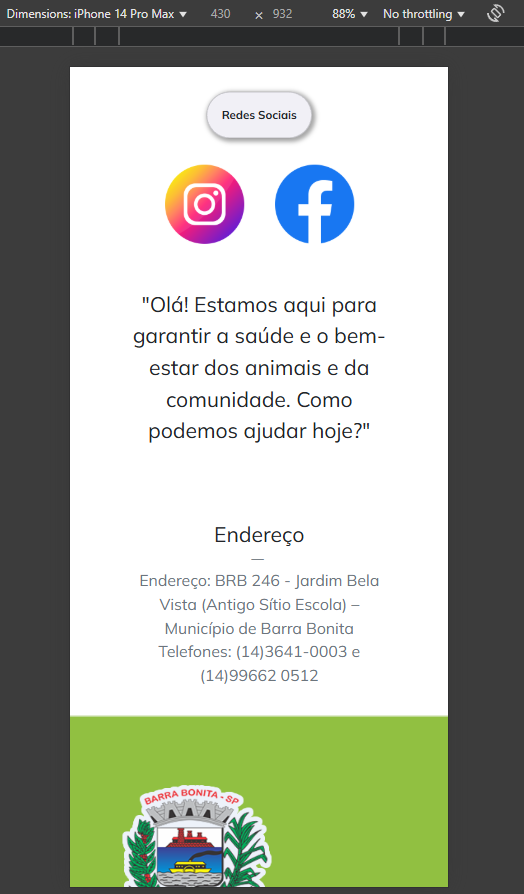 Dimensions: iPhone 14 Pro Max 430 × 932 88% No throttling
Redes Sociais
"Olá! Estamos aqui para
garantir a saúde e o bem-
estar dos animais e da
comunidade. Como
podemos ajudar hoje?"
Endereço
Endereço: BRB 246 - Jardim Bela
Vista (Antigo Sítio Escola) –
Município de Barra Bonita
Telefones: (14)3641-0003 e
(14)99662 0512
BARRA BONITA - SP